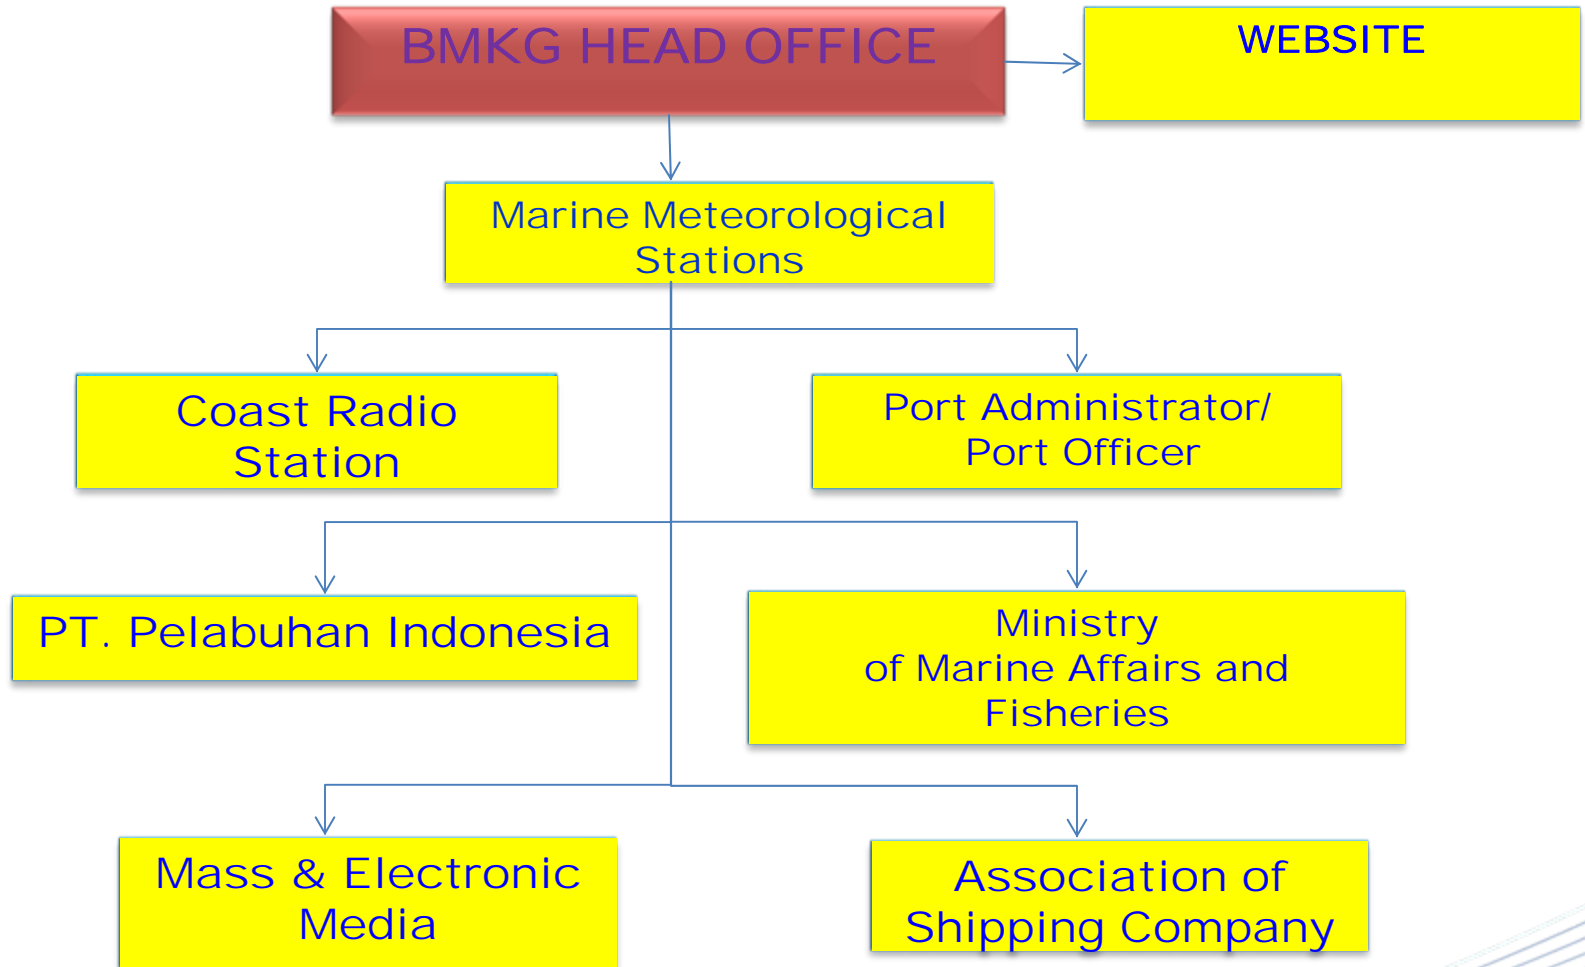 BMKG HEAD OFFICE
WEBSITE
Marine Meteorological
Stations
Coast Radio
Station
Port Administrator/
Port Officer
PT. Pelabuhan Indonesia
Ministry
of Marine Affairs and
Fisheries
Mass & Electronic
Media
Association of
Shipping Company